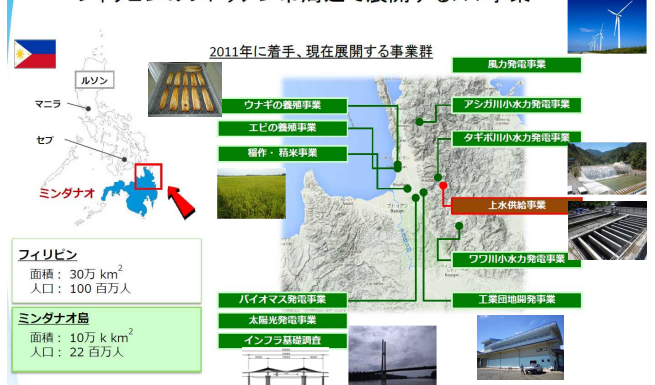 2011年に着手、現在展開する事業群
風力発電事業
ルソン
マニラ
セブ
ミンダナオ
ウナギの養殖事業
エビの養殖事業
稲作・精米事業
アシガ川小水力発電事業
タギボ川小水力発電事業
上水供給事業
ワワ川小水力発電事業
フィリピン
面積： 30万 km²
人口： 100 百万人
ミンダナオ島
面積： 10万 k km²
人口： 22 百万人
バイオマス発電事業
太陽光発電事業
インフラ基礎調査
工業団地開発事業